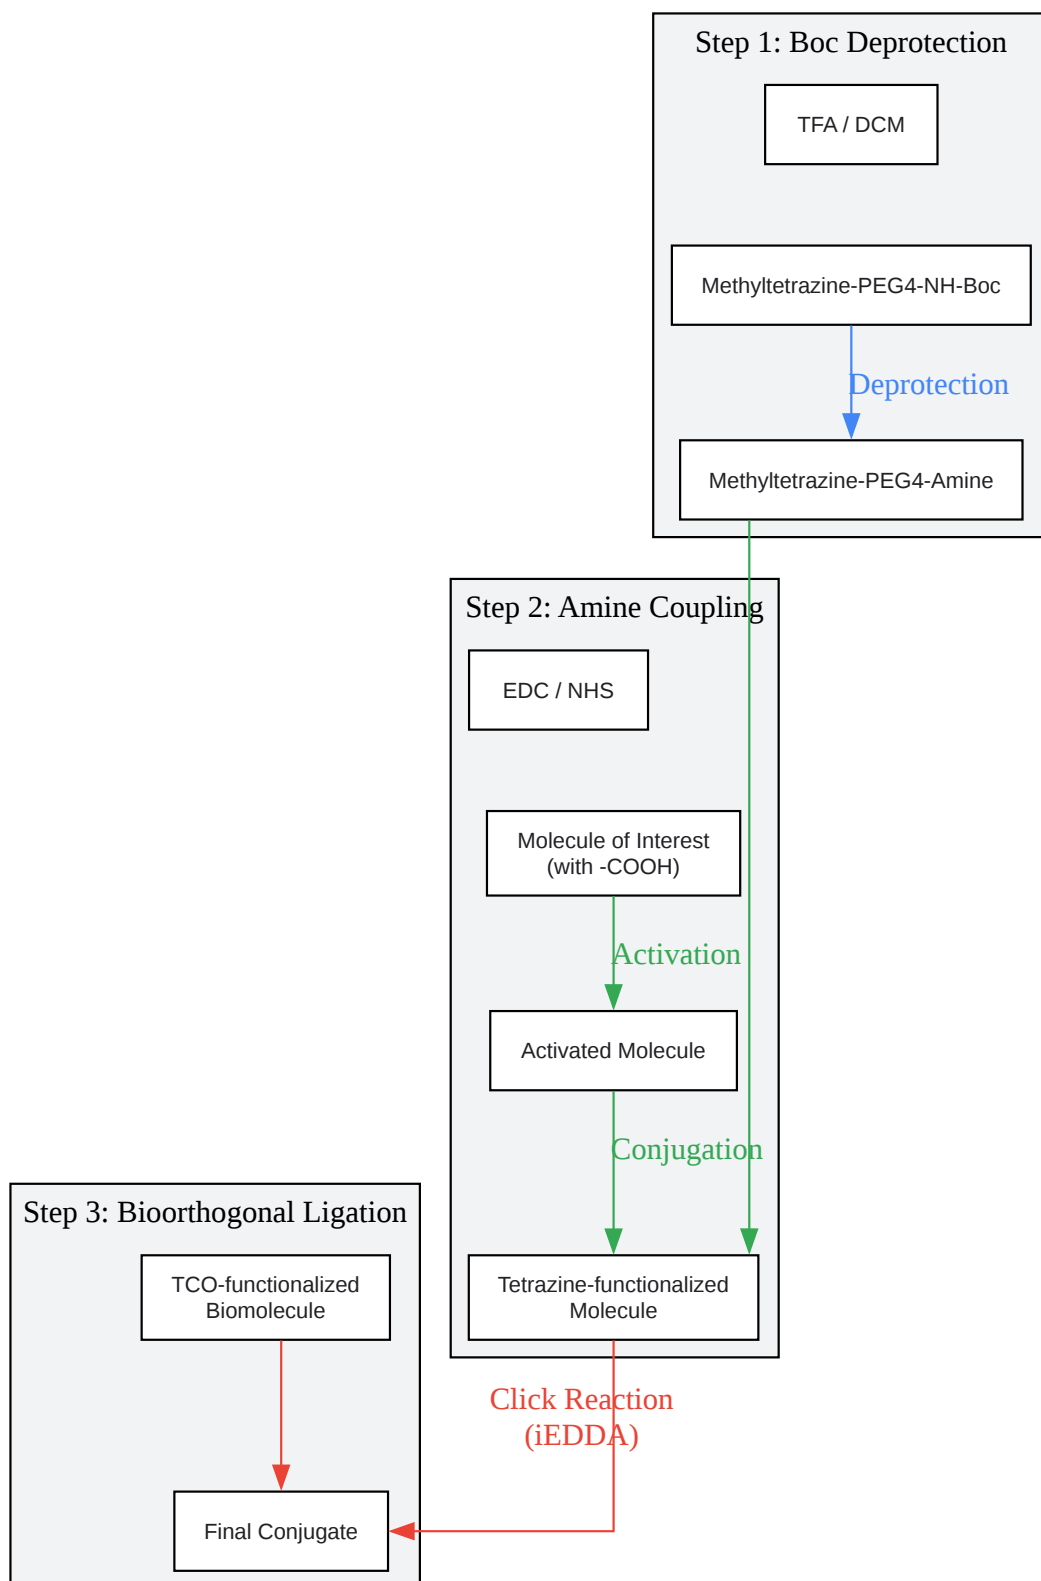 Step 1: Boc Deprotection
TFA / DCM
Methyltetrazine-PEG4-NH-Boc
Deprotection
Methyltetrazine-PEG4-Amine
Step 2: Amine Coupling
EDC / NHS
Molecule of Interest
(with -COOH)
Activation
Activated Molecule
Conjugation
Step 3: Bioorthogonal Ligation
TCO-functionalized
Biomolecule
Tetrazine-functionalized
Molecule
Click Reaction
(iEDDA)
Final Conjugate